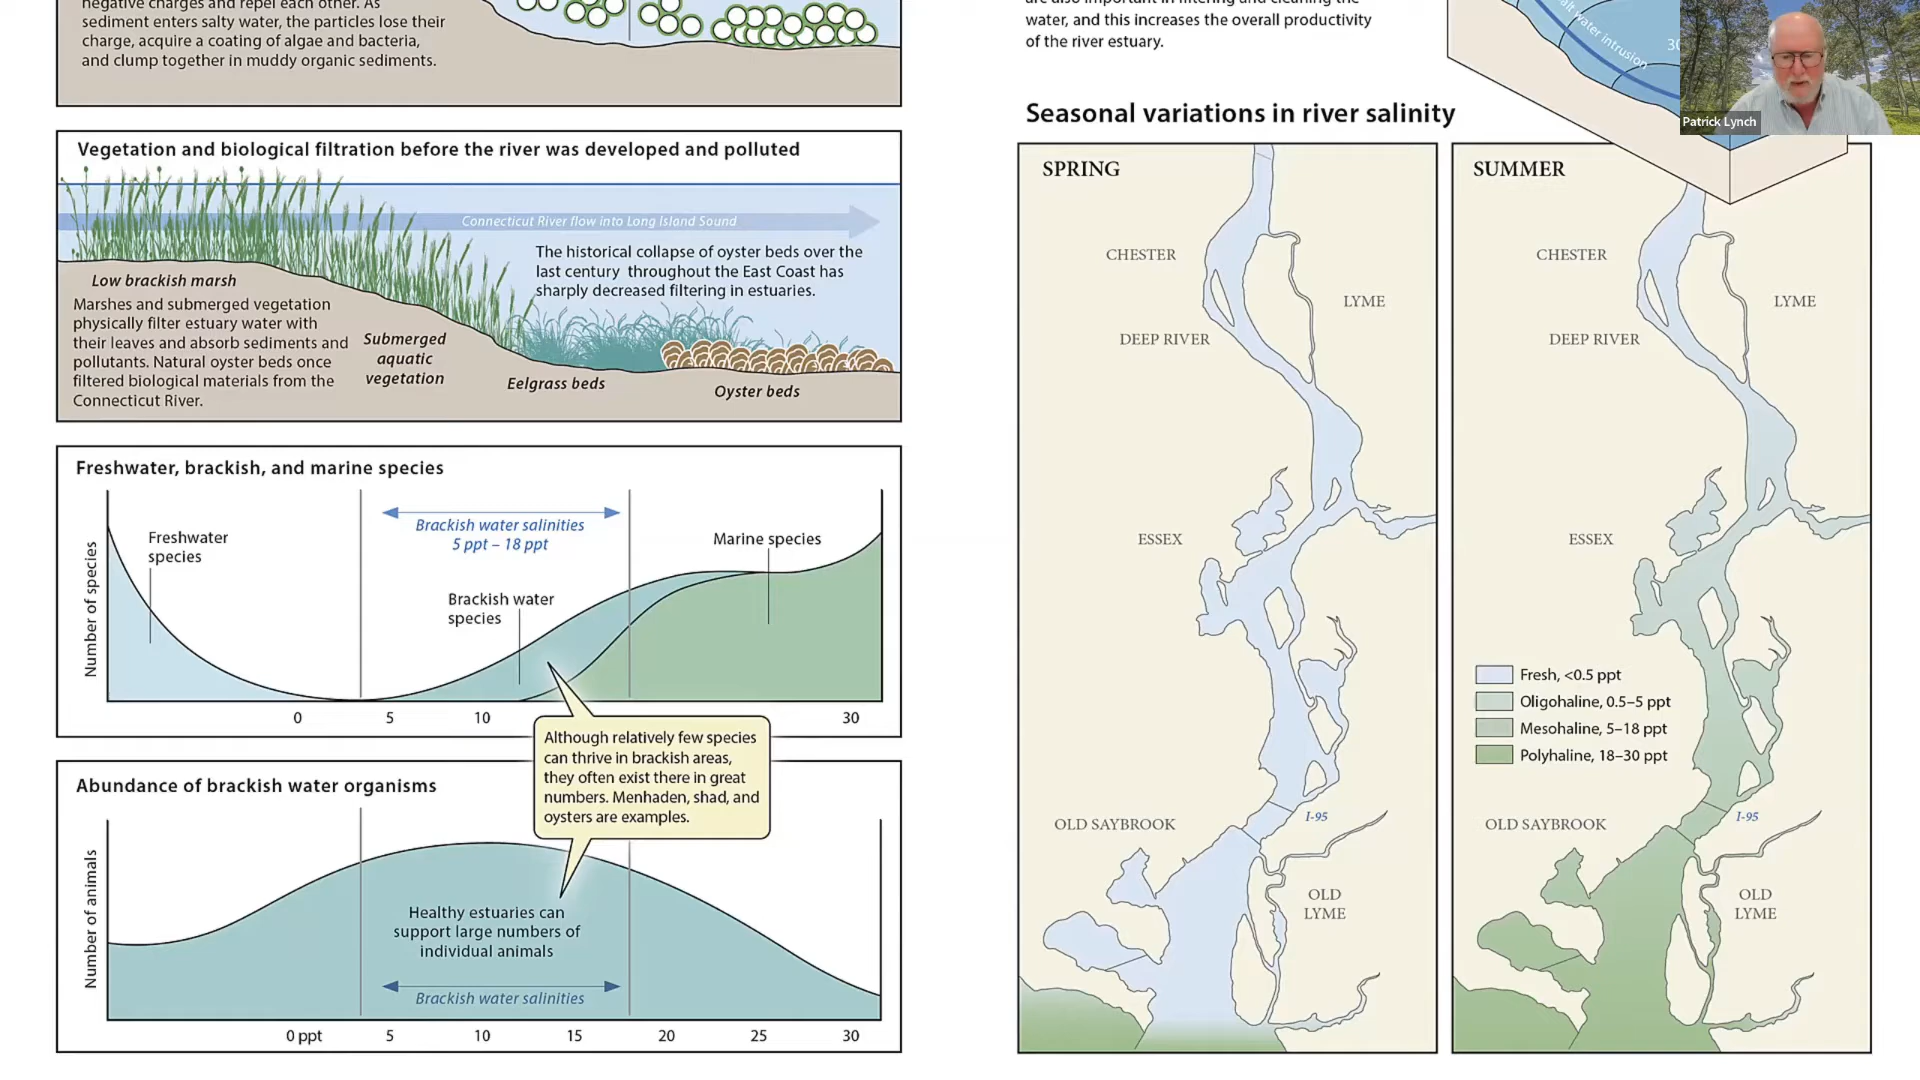 negative charges and repel each other. As
sediment enters salty water, the particles lose their
charge, acquire a coating of algae and bacteria,
and clump together in muddy organic sediments.
Vegetation and biological filtration before the river was developed and polluted
Connecticut River flow into Long Island Sound
The historical collapse of oyster beds over the
last century throughout the East Coast has
sharply decreased filtering in estuaries.
Low brackish marsh
Marshes and submerged vegetation
physically filter estuary water with
their leaves and absorb sediments and
pollutants. Natural oyster beds once
filtered biological materials from the
Connecticut River.
Submerged
aquatic
vegetation
Eelgrass beds
Oyster beds
Freshwater, brackish, and marine species
Number of species
Freshwater
species
Brackish water salinities
5 ppt – 18 ppt
Brackish water
species
Marine species
0 5 10 30
Although relatively few species
can thrive in brackish areas,
they often exist there in great
numbers. Menhaden, shad, and
oysters are examples.
Abundance of brackish water organisms
Number of animals
Healthy estuaries can
support large numbers of
individual animals
Brackish water salinities
0 ppt 5 10 15 20 25 30
are also important in filtering and cleaning the
water, and this increases the overall productivity
of the river estuary.
salt water intrusion
30
Patrick Lynch
Seasonal variations in river salinity
SPRING
CHESTER
LYME
DEEP RIVER
ESSEX
I-95
OLD SAYBROOK
OLD
LYME
SUMMER
CHESTER
LYME
DEEP RIVER
ESSEX
Fresh, <0.5 ppt
Oligohaline, 0.5–5 ppt
Mesohaline, 5–18 ppt
Polyhaline, 18–30 ppt
I-95
OLD SAYBROOK
OLD
LYME